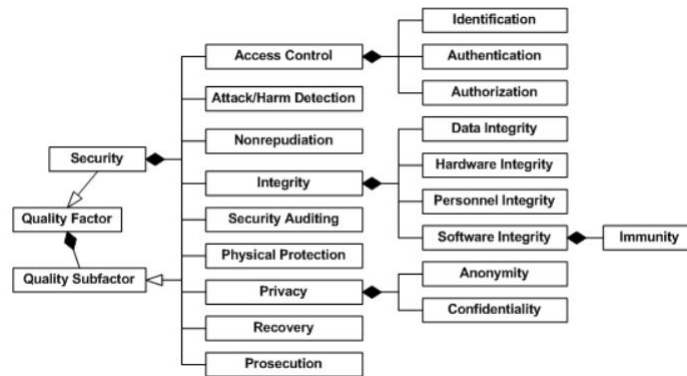 Security
Quality Factor
Quality Subfactor
Access Control
Attack/Harm Detection
Nonrepudiation
Integrity
Security Auditing
Physical Protection
Privacy
Recovery
Prosecution
Identification
Authentication
Authorization
Data Integrity
Hardware Integrity
Personnel Integrity
Software Integrity
Anonymity
Confidentiality
Immunity